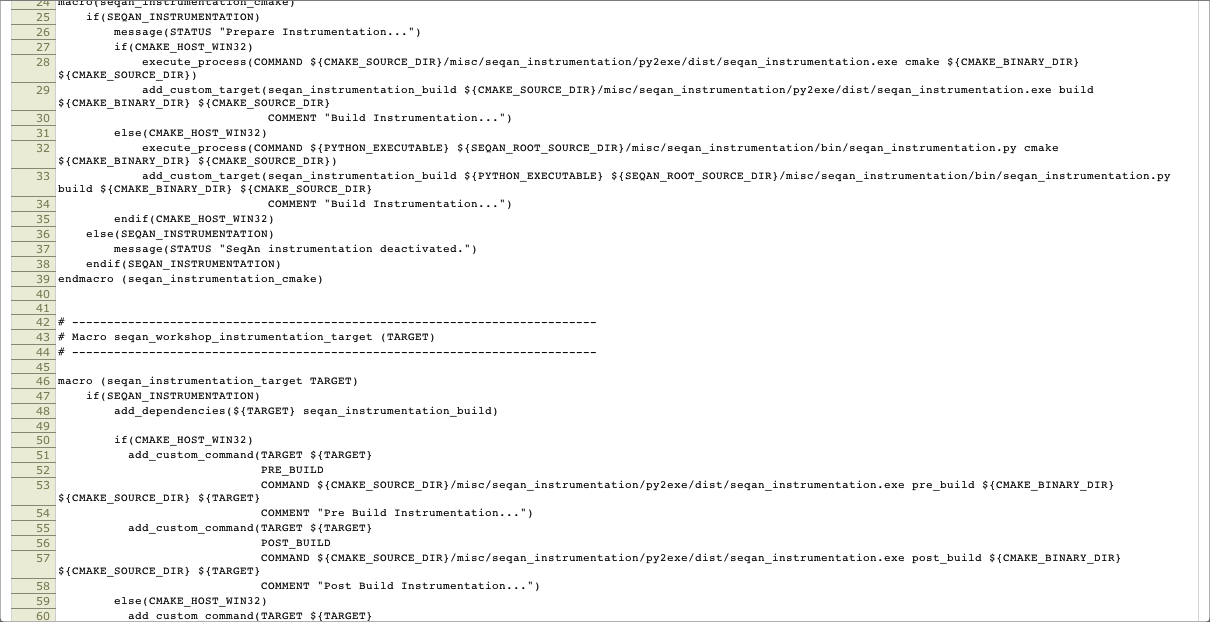 24 macro(seqan_instrumentation_cmake)
25     if(SEQAN_INSTRUMENTATION)
26         message(STATUS "Prepare Instrumentation...")
27         if(CMAKE_HOST_WIN32)
28             execute_process(COMMAND ${CMAKE_SOURCE_DIR}/misc/seqan_instrumentation/py2exe/dist/seqan_instrumentation.exe cmake ${CMAKE_BINARY_DIR}
${CMAKE_SOURCE_DIR})
29             add_custom_target(seqan_instrumentation_build ${CMAKE_SOURCE_DIR}/misc/seqan_instrumentation/py2exe/dist/seqan_instrumentation.exe build
${CMAKE_BINARY_DIR} ${CMAKE_SOURCE_DIR}
30                               COMMENT "Build Instrumentation...")
31         else(CMAKE_HOST_WIN32)
32             execute_process(COMMAND ${PYTHON_EXECUTABLE} ${SEQAN_ROOT_SOURCE_DIR}/misc/seqan_instrumentation/bin/seqan_instrumentation.py cmake
${CMAKE_BINARY_DIR} ${CMAKE_SOURCE_DIR})
33             add_custom_target(seqan_instrumentation_build ${PYTHON_EXECUTABLE} ${SEQAN_ROOT_SOURCE_DIR}/misc/seqan_instrumentation/bin/seqan_instrumentation.py
build ${CMAKE_BINARY_DIR} ${CMAKE_SOURCE_DIR}
34                               COMMENT "Build Instrumentation...")
35         endif(CMAKE_HOST_WIN32)
36     else(SEQAN_INSTRUMENTATION)
37         message(STATUS "SeqAn instrumentation deactivated.")
38     endif(SEQAN_INSTRUMENTATION)
39 endmacro (seqan_instrumentation_cmake)
40
41
42 # ---------------------------------------------------------------------------
43 # Macro seqan_workshop_instrumentation_target (TARGET)
44 # ---------------------------------------------------------------------------
45
46 macro (seqan_instrumentation_target TARGET)
47     if(SEQAN_INSTRUMENTATION)
48         add_dependencies(${TARGET} seqan_instrumentation_build)
49
50         if(CMAKE_HOST_WIN32)
51           add_custom_command(TARGET ${TARGET}
52                              PRE_BUILD
53                              COMMAND ${CMAKE_SOURCE_DIR}/misc/seqan_instrumentation/py2exe/dist/seqan_instrumentation.exe pre_build ${CMAKE_BINARY_DIR}
${CMAKE_SOURCE_DIR} ${TARGET}
54                              COMMENT "Pre Build Instrumentation...")
55           add_custom_command(TARGET ${TARGET}
56                              POST_BUILD
57                              COMMAND ${CMAKE_SOURCE_DIR}/misc/seqan_instrumentation/py2exe/dist/seqan_instrumentation.exe post_build ${CMAKE_BINARY_DIR}
${CMAKE_SOURCE_DIR} ${TARGET}
58                              COMMENT "Post Build Instrumentation...")
59         else(CMAKE_HOST_WIN32)
60           add_custom_command(TARGET ${TARGET}